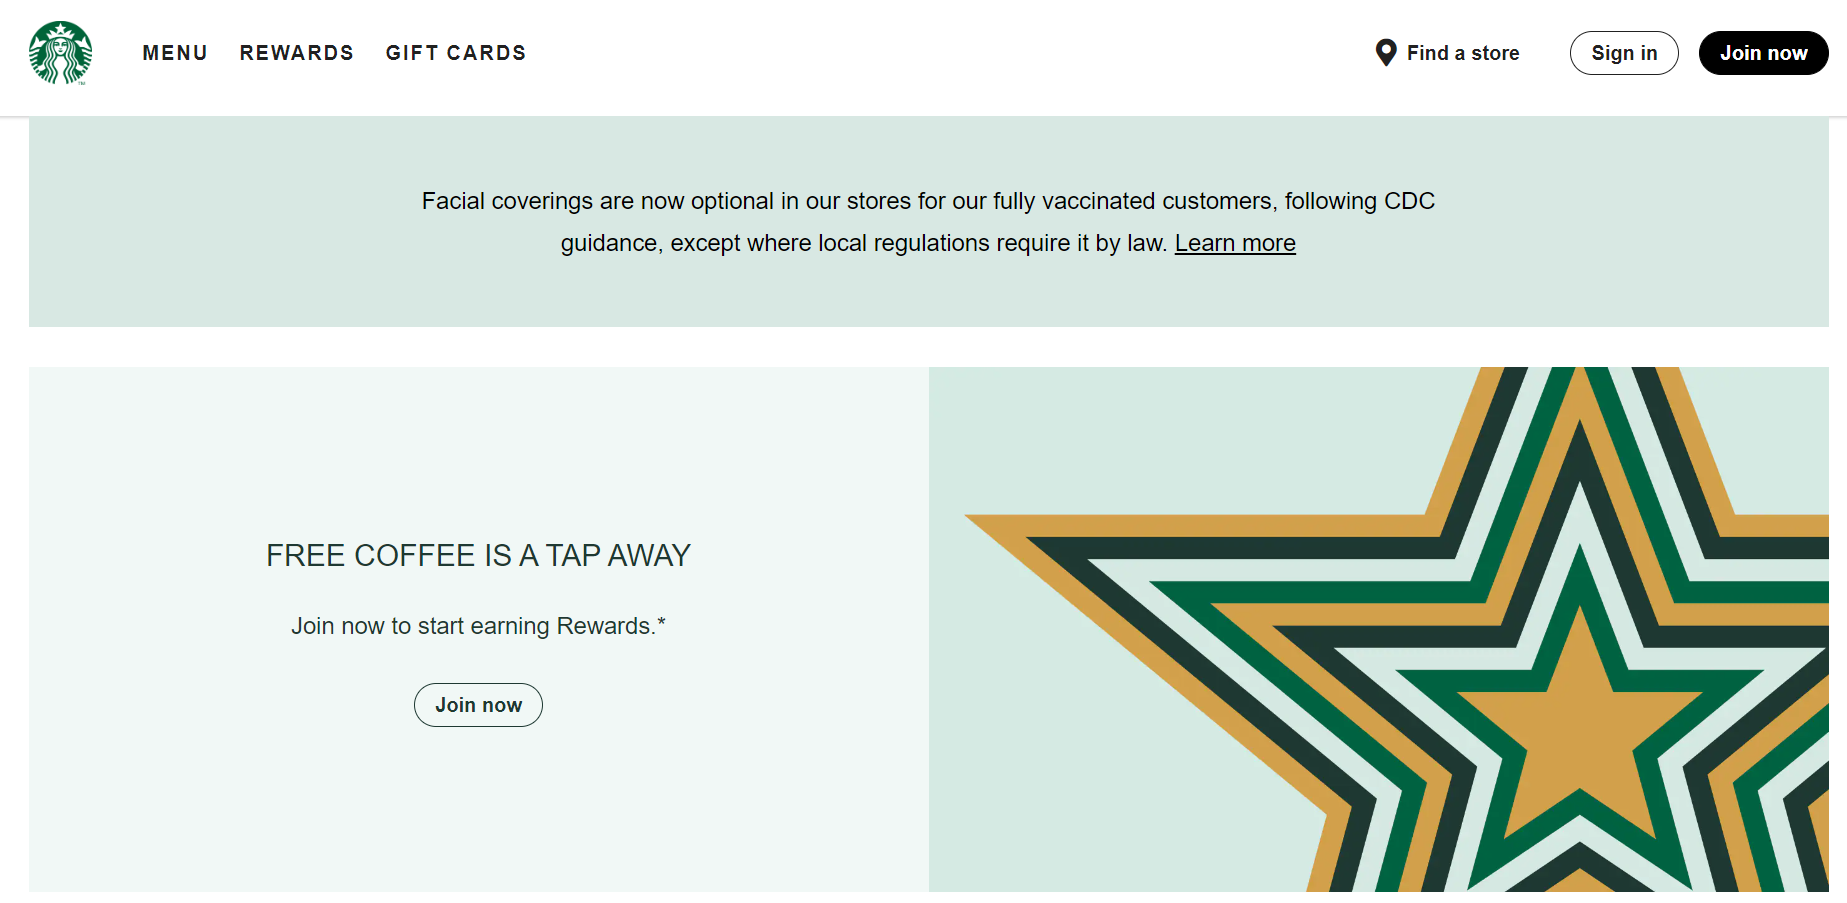 MENU REWARDS GIFT CARDS Find a store Sign in Join now
Facial coverings are now optional in our stores for our fully vaccinated customers, following CDC
guidance, except where local regulations require it by law. Learn more
FREE COFFEE IS A TAP AWAY
Join now to start earning Rewards.*
Join now